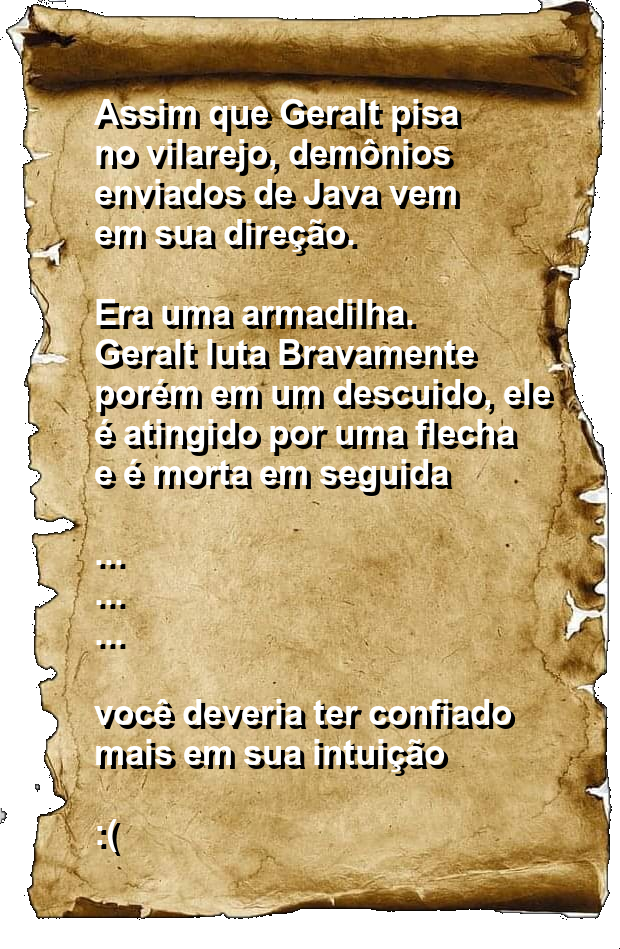 Assim que Geralt pisa
no vilarejo, demônios
enviados de Java vem
em sua direção.
Era uma armadilha.
Geralt luta Bravamente
porém em um descuido, ele
é atingido por uma flecha
e é morta em seguida
...
...
...
você deveria ter confiado
mais em sua intuição
:(